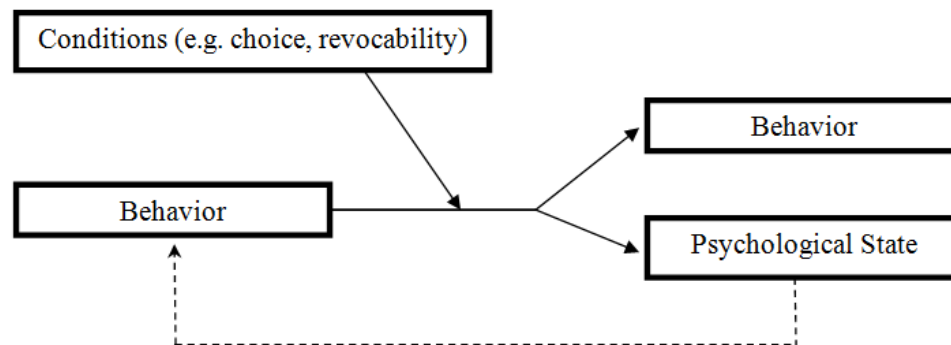 Conditions (e.g. choice, revocability)
Behavior
Behavior
Psychological State